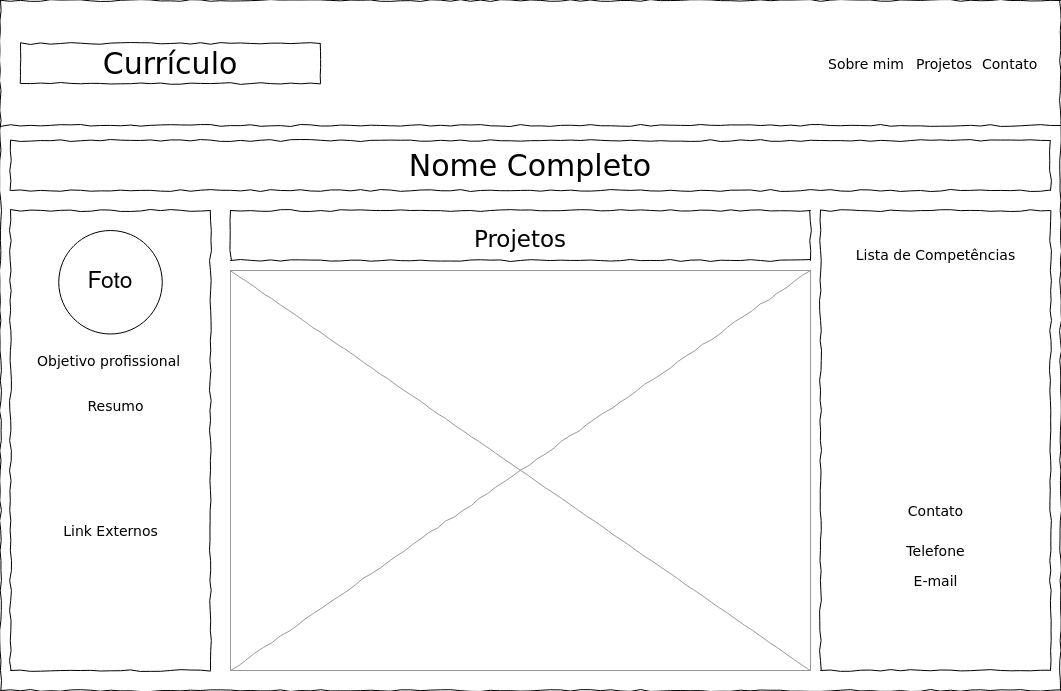 Currículo
Sobre mim Projetos Contato
Nome Completo
Foto
Objetivo profissional
Resumo
Link Externos
Projetos
Lista de Competências
Contato
Telefone
E-mail